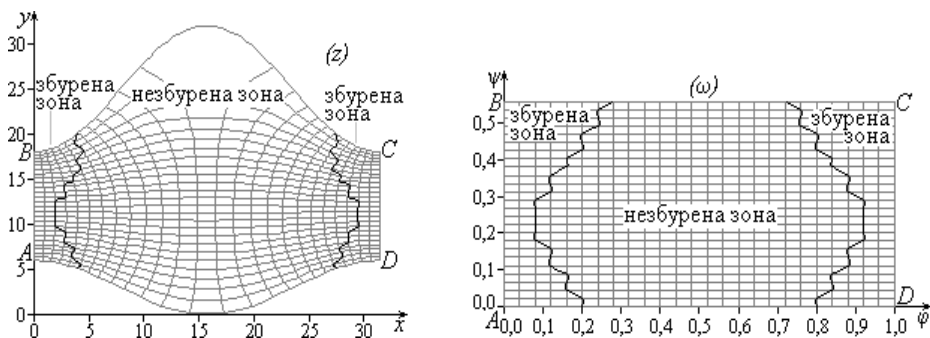 y
30
25
20
15
10
5
0
(z)
збурена
зона
незбурена зона
збурена
зона
B
C
A
D
0
5
10
15
20
25
30
x
ψ
(ω)
B
C
збурена
зона
збурена
зона
незбурена зона
0,5
0,4
0,3
0,2
0,1
0,0
A
D
0,0
0,1
0,2
0,3
0,4
0,5
0,6
0,7
0,8
0,9
1,0
φ